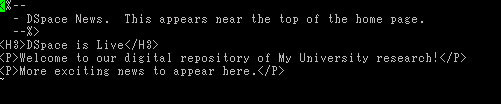 <%--
  - DSpace News.  This appears near the top of the home page.
  --%>
<H3>DSpace is Live</H3>
<P>Welcome to our digital repository of My University research!</P>
<P>More exciting news to appear here.</P>
~